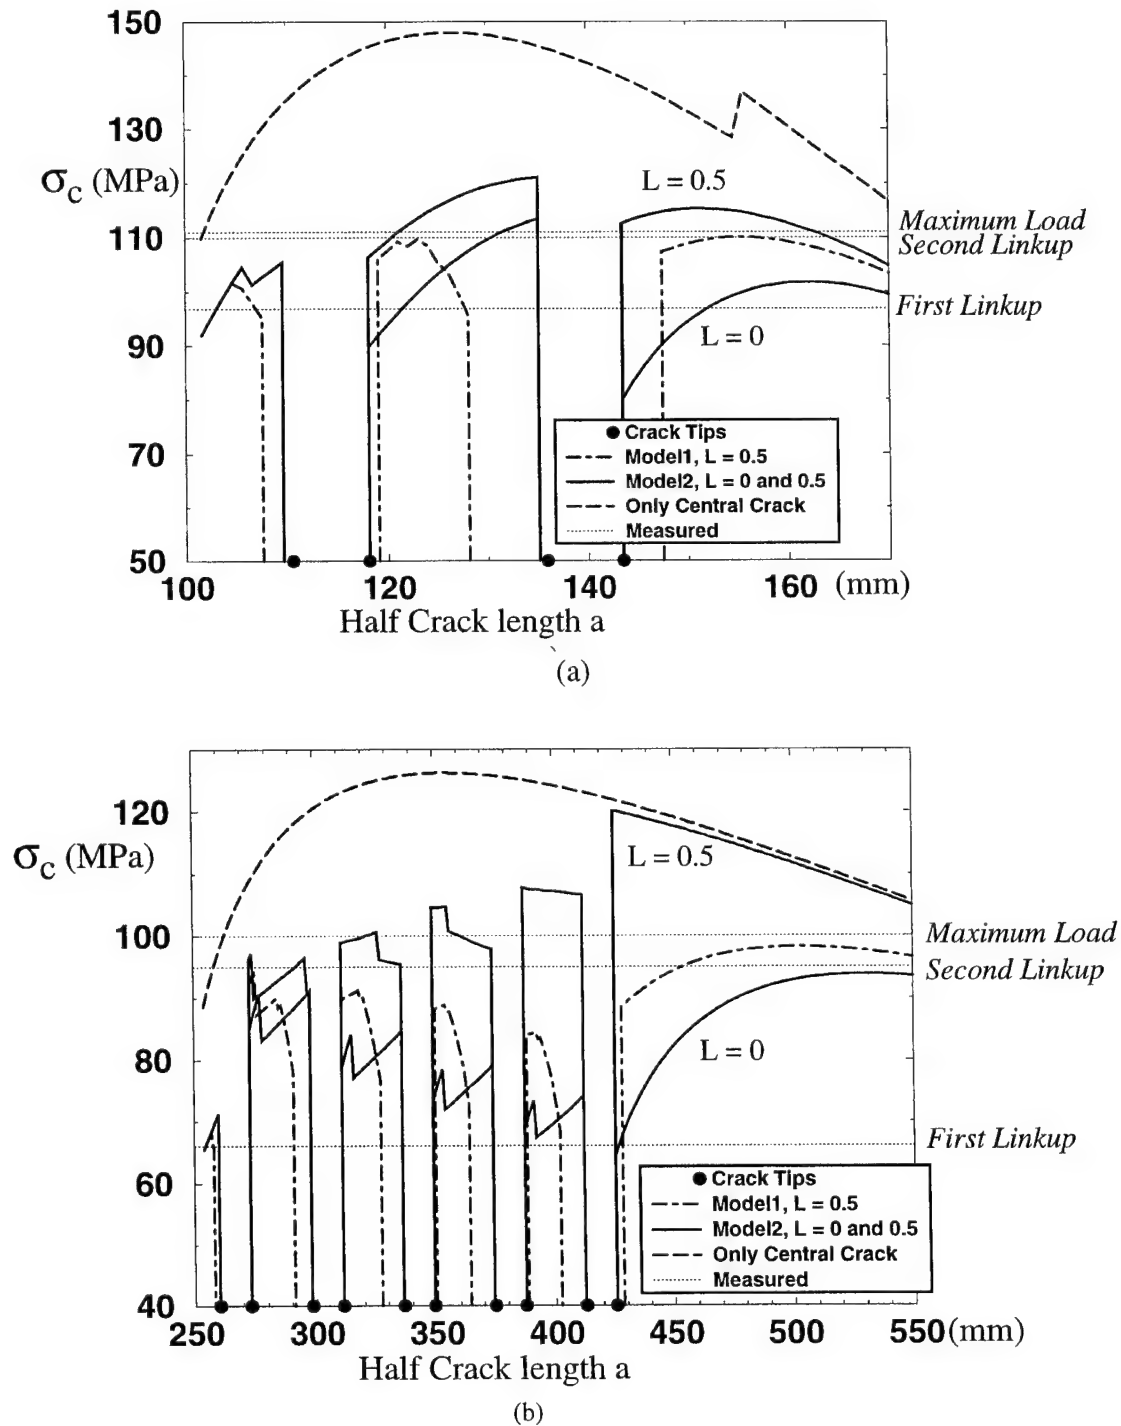 150
130
σc (MPa)
L = 0.5
Maximum Load
110
Second Linkup
First Linkup
L = 0
90
Crack Tips
70
Model1, L = 0.5
Model2, L = 0 and 0.5
Only Central Crack
Measured
50
100 120 140 160 (mm)
Half Crack length a
(a)
120
σc (MPa)
L = 0.5
100
Maximum Load
Second Linkup
80
L = 0
First Linkup
60
Crack Tips
Model1, L = 0.5
Model2, L = 0 and 0.5
Only Central Crack
Measured
40
250 300 350 400 450 500 550 (mm)
Half Crack length a
(b)